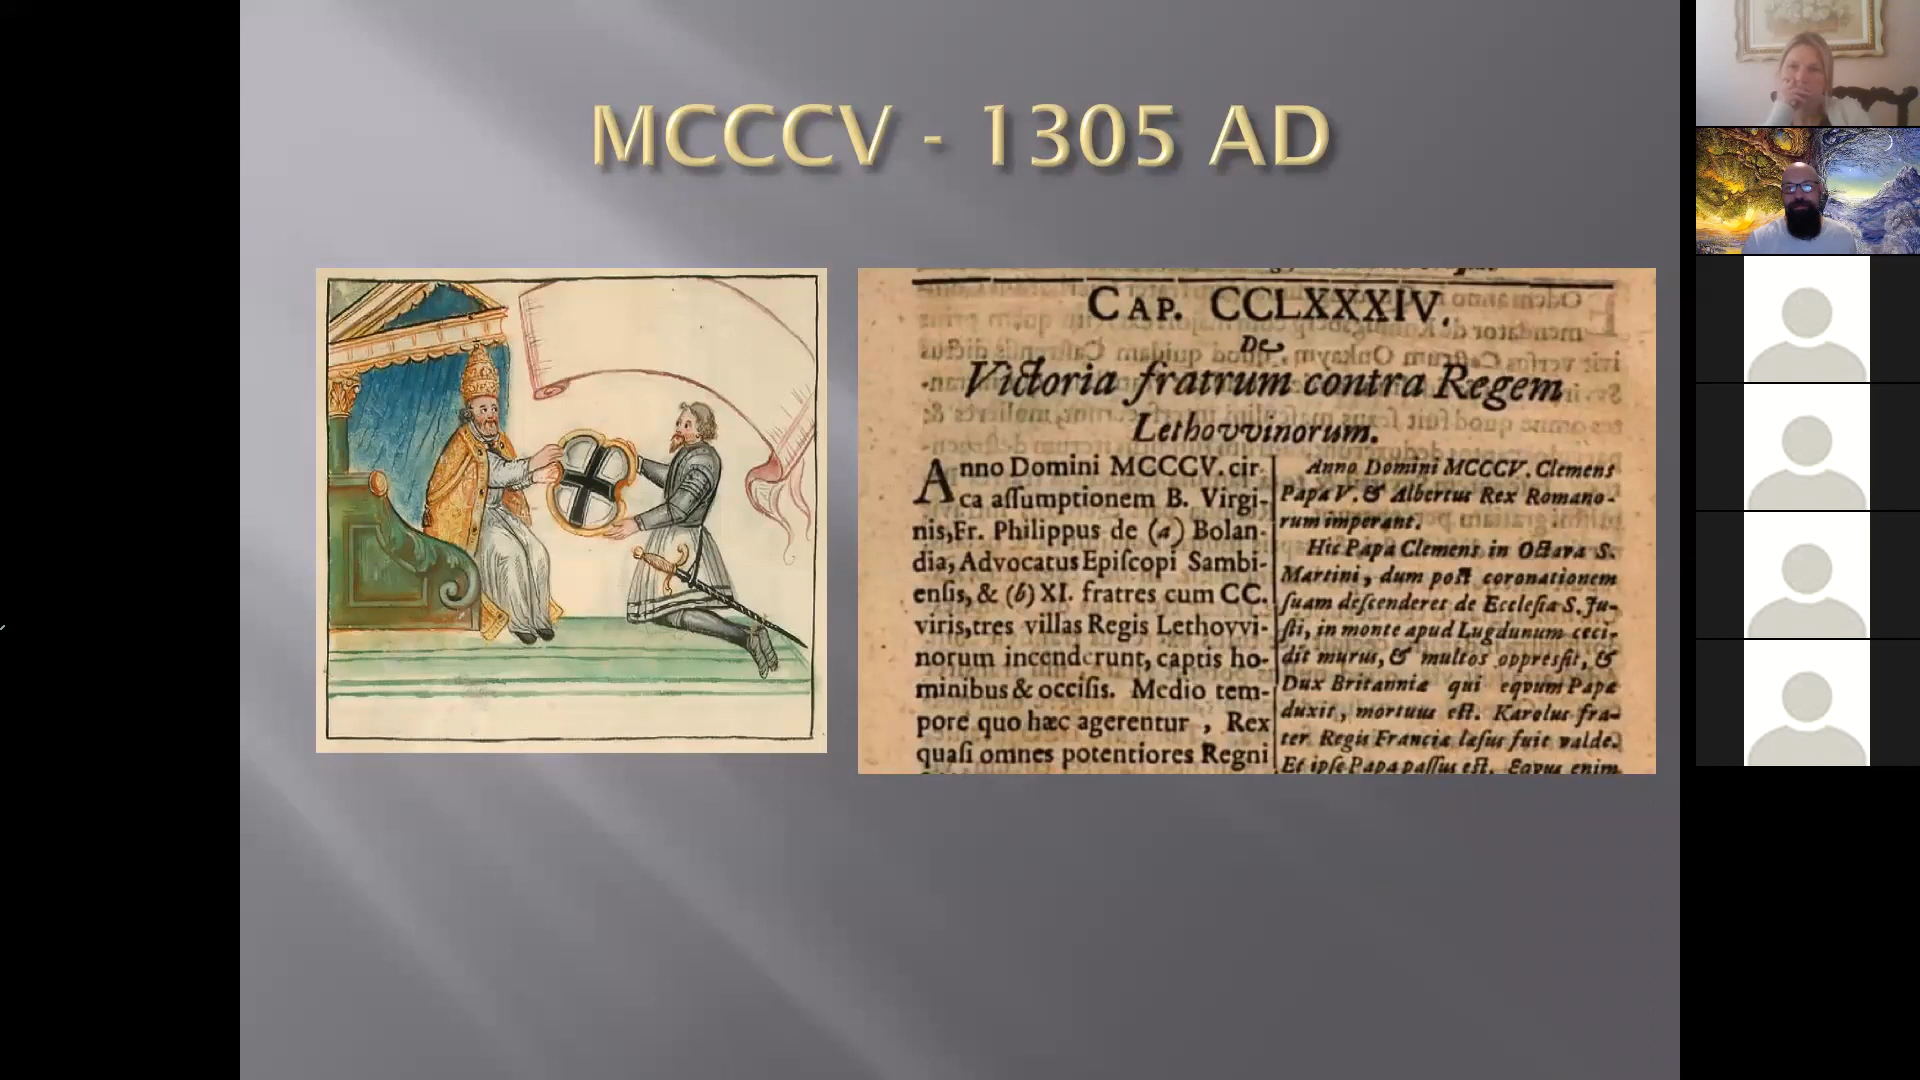 MCCCV - 1305 AD
CAP. CCLXXXIV.
De
Victoria fratrum contra Regem
Lethovvinorum.
Anno Domini MCCCV. cir-
ca aſſumptionem B. Virgi-
nis, Fr. Philippus de (a) Bolan-
dia, Advocatus Epiſcopi Sambi-
enſis, & (b) XI. fratres cum CC.
viris, tres villas Regis Lethovvi-
norum incenderunt, captis ho-
minibus & occiſis. Medio tem-
pore quo hæc agerentur, Rex
quaſi omnes potentiores Regni
Anno Domini MCCCV. Clemens
Papa V. & Albertus Rex Romano-
rum imperant.
Hic Papa Clemens in Octava S.
Martini, dum poſt coronationem
ſuam deſcenderet de Eccleſia S. Ju-
ſti, in monte apud Lugdunum ceci-
dit murus, & multos oppreſſit, &
Dux Britanniæ qui eqvum Papæ
duxit, mortuus eſt. Karolus fra-
ter Regis Franciæ læſus fuit valde.
Et ipſe Papa paſſus eſt. Eqvus enim